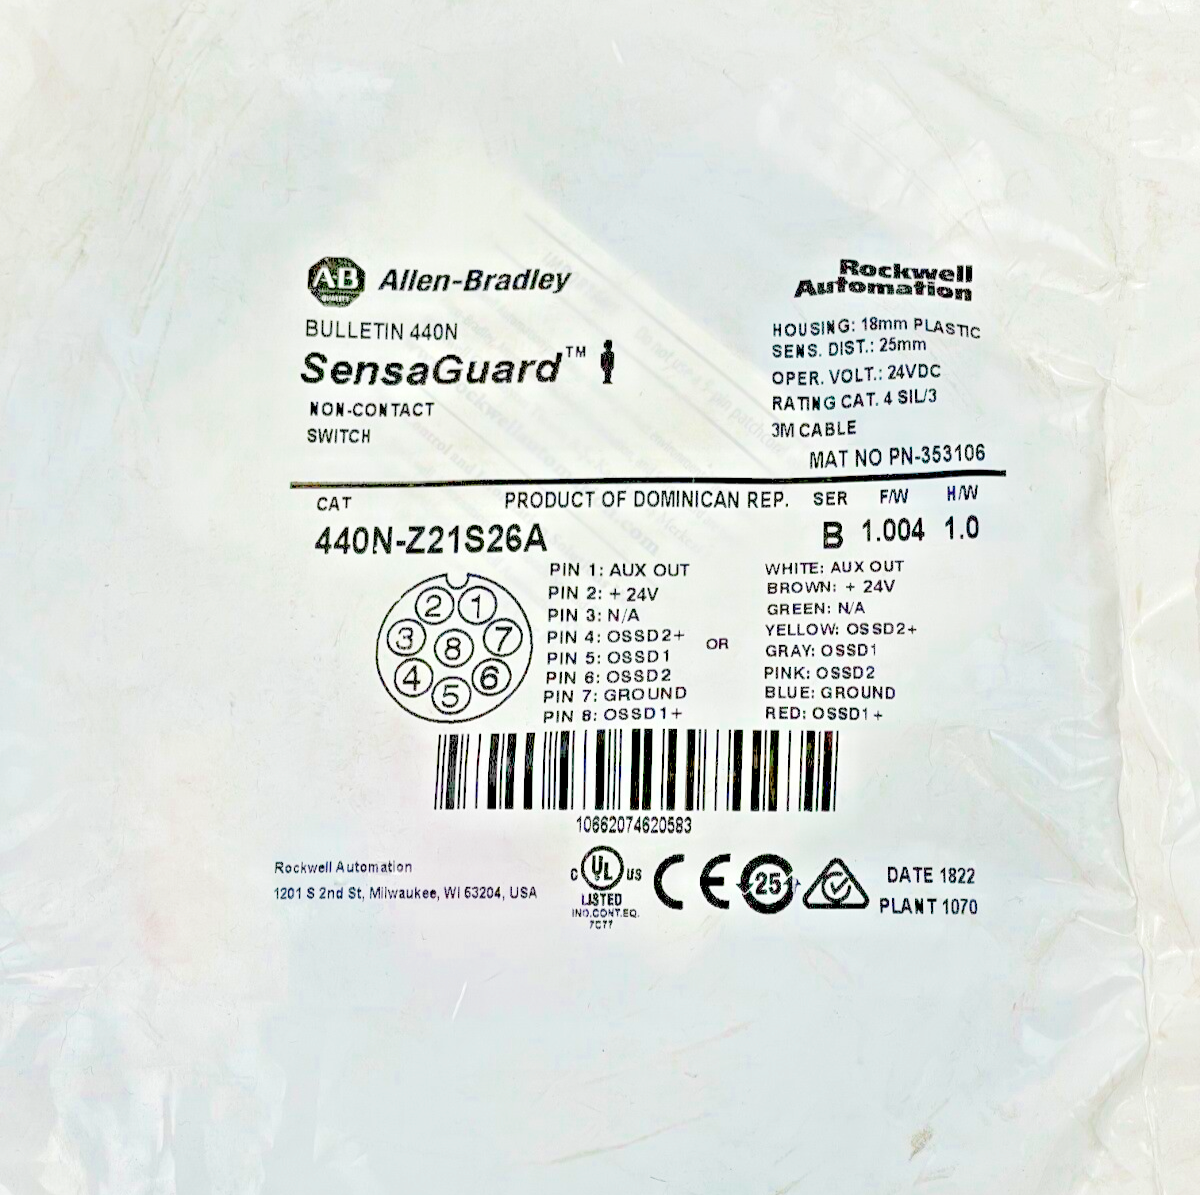 AB
QUALITY
Allen-Bradley
Rockwell
Automation
BULLETIN 440N
SensaGuard™
NON-CONTACT
SWITCH
HOUSING: 18mm PLASTIC
SENS. DIST.: 25mm
OPER. VOLT.: 24VDC
RATING CAT. 4 SIL/3
3M CABLE
MAT NO PN-353106
CAT PRODUCT OF DOMINICAN REP. SER F/W H/W
440N-Z21S26A B 1.004 1.0
2 1
3 8 7
4 6
5
PIN 1: AUX OUT
PIN 2: + 24V
PIN 3: N/A
PIN 4: OSSD2+
PIN 5: OSSD1
PIN 6: OSSD2
PIN 7: GROUND
PIN 8: OSSD1+
OR
WHITE: AUX OUT
BROWN: + 24V
GREEN: N/A
YELLOW: OSSD2+
GRAY: OSSD1
PINK: OSSD2
BLUE: GROUND
RED: OSSD1+
10662074620583
Rockwell Automation
1201 S 2nd St, Milwaukee, WI 53204, USA
C UL US
LISTED
IND.CONT.EQ.
7C77
CE
25
DATE 1822
PLANT 1070